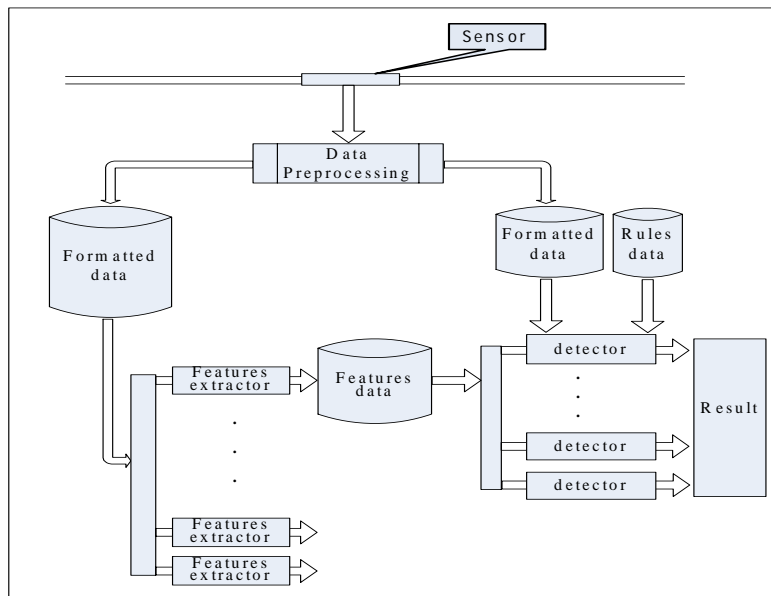 Sensor
Data
Preprocessing
Formatted
data
Formatted
data
Rules
data
Features
extractor
Features
data
detector
Result
detector
detector
Features
extractor
Features
extractor